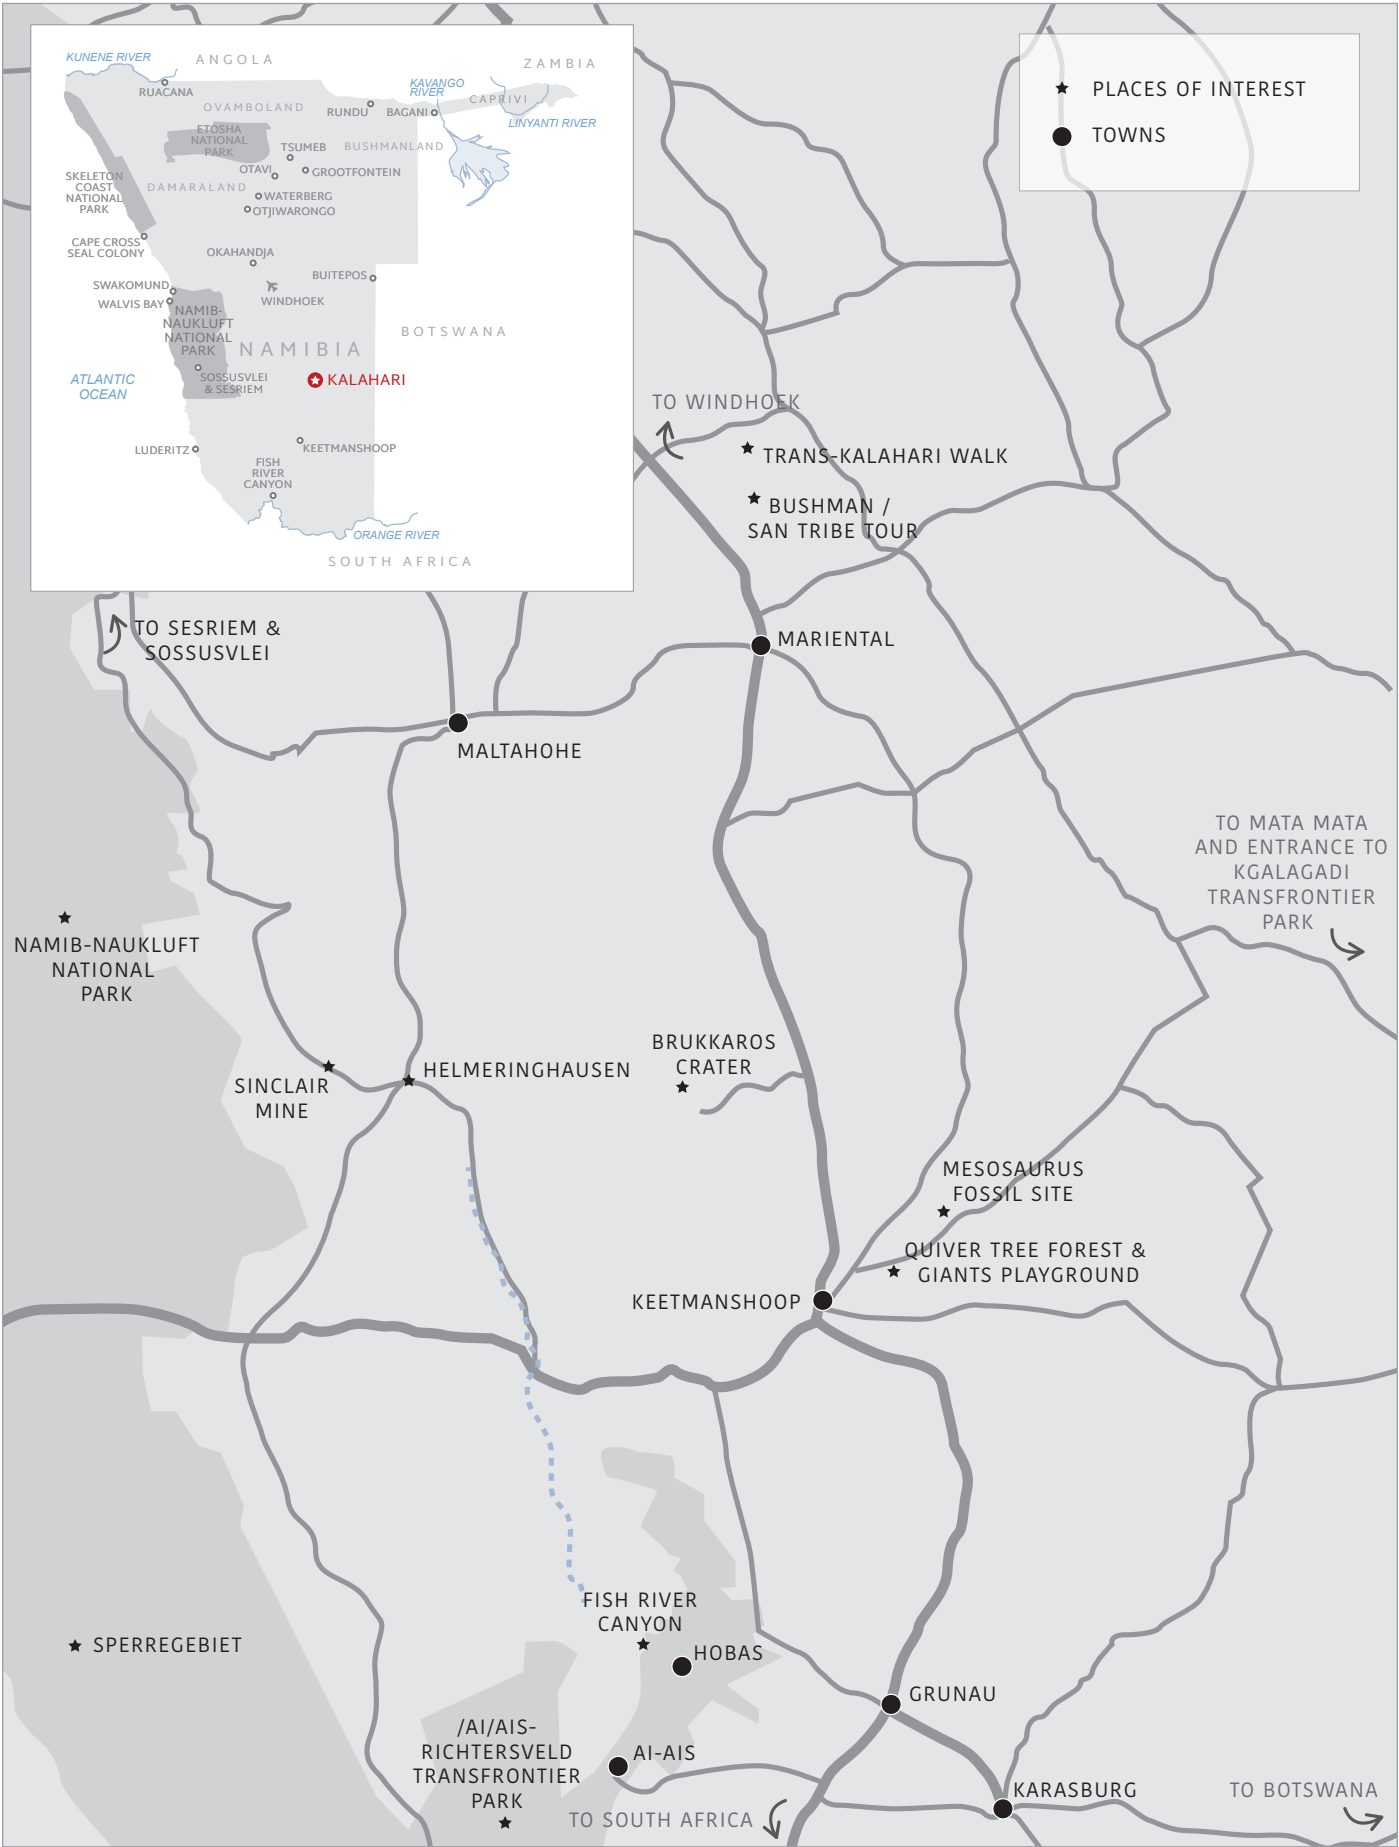 KUNENE RIVER
ANGOLA
ZAMBIA
RUACANA
KAVANGO
RIVER
OVAMBOLAND
RUNDU
BAGANI
CAPRIVI
LINYANTI RIVER
ETOSHA
NATIONAL
PARK
TSUMEB
BUSHMANLAND
OTAVI
GROOTFONTEIN
SKELETON
COAST
NATIONAL
PARK
DAMARALAND
WATERBERG
OTJIWARONGO
CAPE CROSS
SEAL COLONY
OKAHANDJA
BUITEPOS
SWAKOMUND
WALVIS BAY
WINDHOEK
NAMIB-
NAUKLUFT
NATIONAL
PARK
NAMIBIA
BOTSWANA
ATLANTIC
OCEAN
SOSSUSVLEI
& SESRIEM
KALAHARI
LUDERITZ
KEETMANSHOOP
FISH
RIVER
CANYON
ORANGE RIVER
SOUTH AFRICA
PLACES OF INTEREST
TOWNS
TO WINDHOEK
TRANS-KALAHARI WALK
BUSHMAN /
SAN TRIBE TOUR
TO SESRIEM &
SOSSUSVLEI
MARIENTAL
MALTAHOHE
TO MATA MATA
AND ENTRANCE TO
KGALAGADI
TRANSFRONTIER
PARK
NAMIB-NAUKLUFT
NATIONAL
PARK
BRUKKAROS
CRATER
SINCLAIR
MINE
HELMERINGHAUSEN
MESOSAURUS
FOSSIL SITE
QUIVER TREE FOREST &
GIANTS PLAYGROUND
KEETMANSHOOP
FISH RIVER
CANYON
HOBAS
SPERREGEBIET
GRUNAU
/AI/AIS-
RICHTERSVELD
TRANSFRONTIER
PARK
AI-AIS
KARASBURG
TO SOUTH AFRICA
TO BOTSWANA